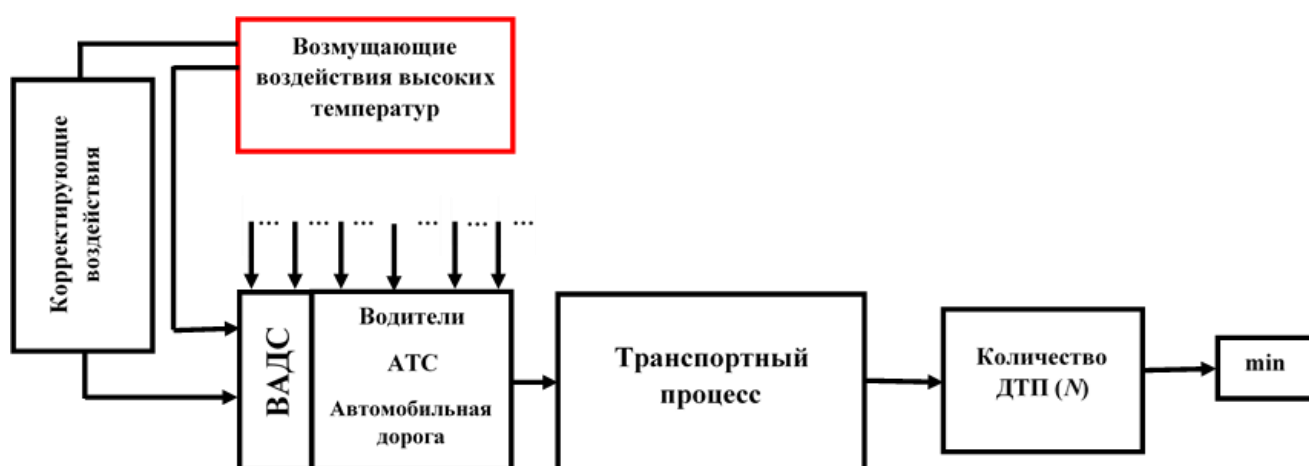 Возмущающие
воздействия высоких
температур
Корректирующие
воздействия
... ... ... ... ... ...
ВАДС
Водители
АТС
Автомобильная
дорога
Транспортный
процесс
Количество
ДТП (N)
min